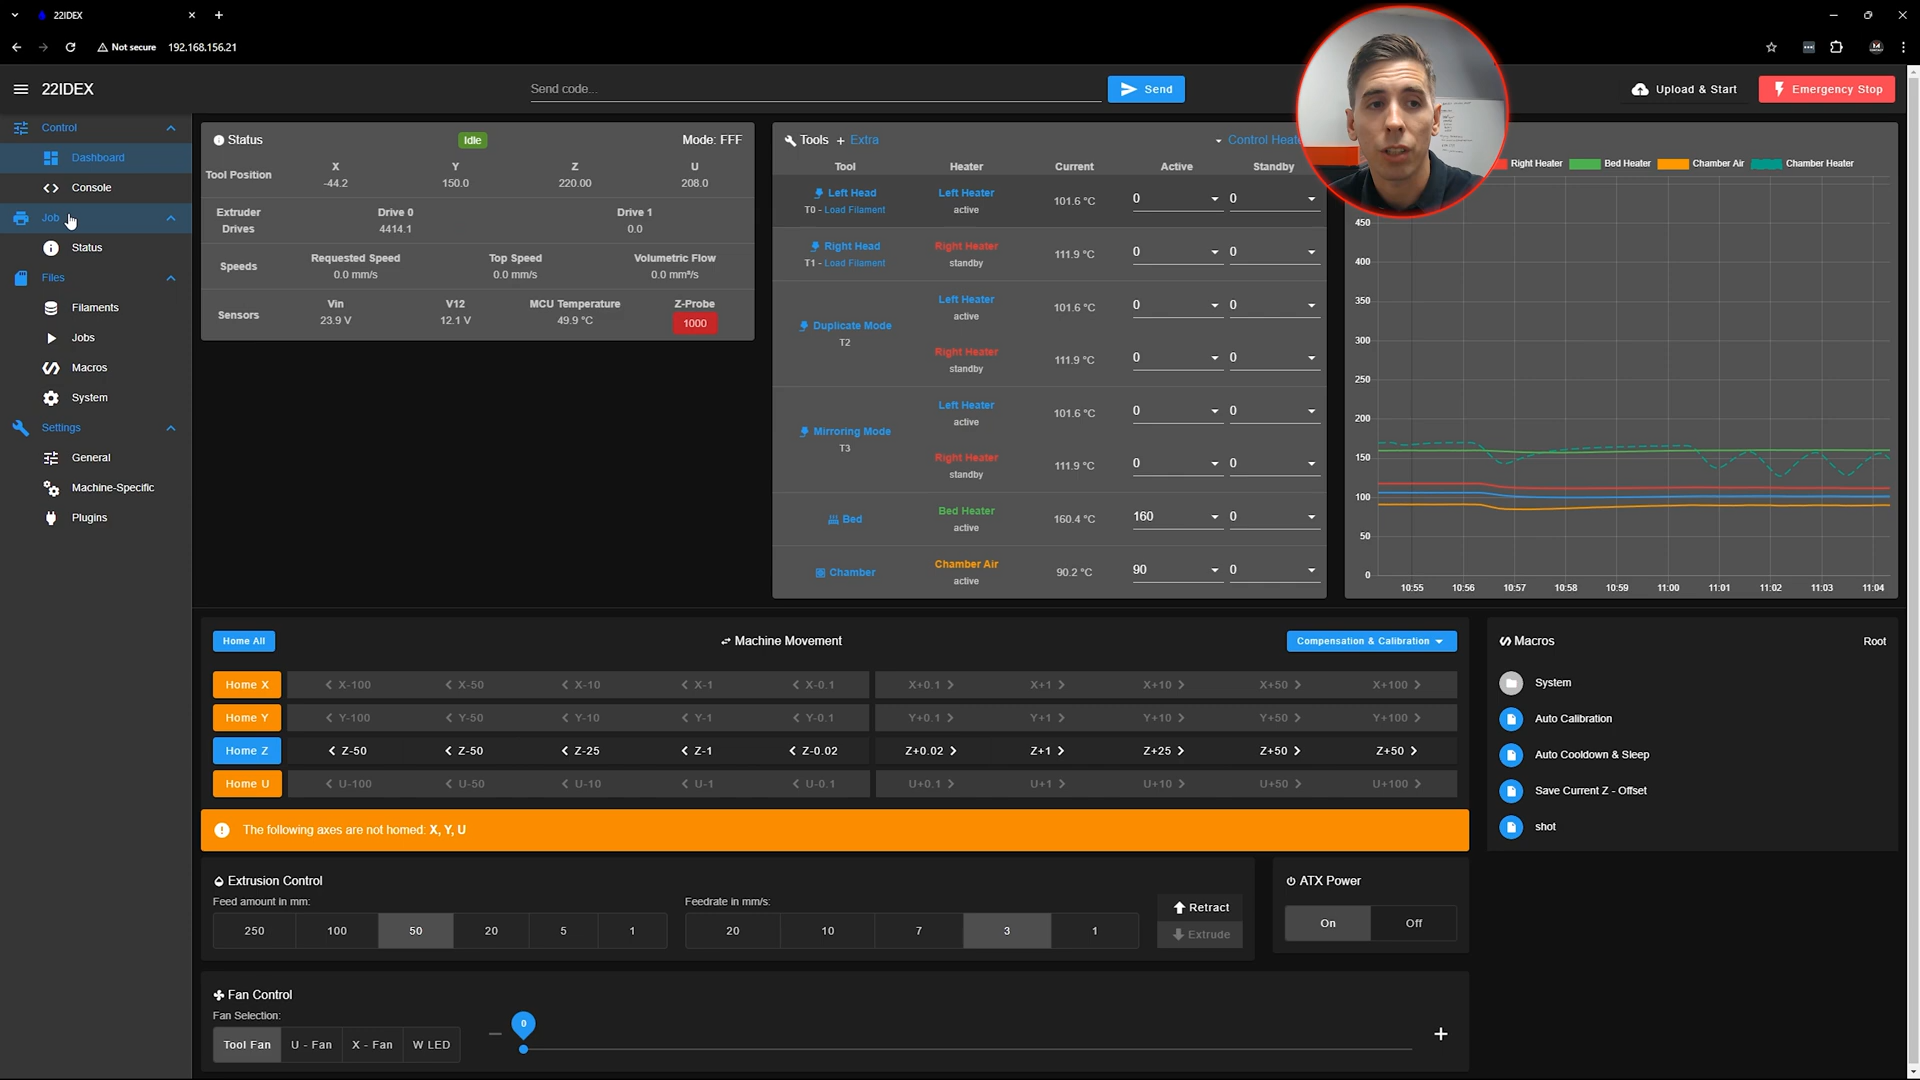 22IDEX
Not secure 192.168.156.21
22IDEX
Send code...
Send
Upload & Start
Emergency Stop
Control
Dashboard
Console
Job
Status
Files
Filaments
Jobs
Macros
System
Settings
General
Machine-Specific
Plugins
Status
Idle
Mode: FFF
Tool Position
X
Y
Z
U
-44.2
150.0
220.00
208.0
Extruder Drives
Drive 0
Drive 1
4414.1
0.0
Speeds
Requested Speed
Top Speed
Volumetric Flow
0.0 mm/s
0.0 mm/s
0.0 mm³/s
Sensors
Vin
V12
MCU Temperature
Z-Probe
23.9 V
12.1 V
49.9 °C
1000
Tools + Extra
Control Heate
Tool
Heater
Current
Active
Standby
Left Head
T0 - Load Filament
Left Heater
active
101.6 °C
0
0
Right Head
T1 - Load Filament
Right Heater
standby
111.9 °C
0
0
Duplicate Mode
T2
Left Heater
active
101.6 °C
0
0
Right Heater
standby
111.9 °C
0
0
Mirroring Mode
T3
Left Heater
active
101.6 °C
0
0
Right Heater
standby
111.9 °C
0
0
Bed
Bed Heater
active
160.4 °C
160
0
Chamber
Chamber Air
active
90.2 °C
90
0
Right Heater
Bed Heater
Chamber Air
Chamber Heater
450
400
350
300
250
200
150
100
50
0
10:55
10:56
10:57
10:58
10:59
11:00
11:01
11:02
11:03
11:04
Home All
Machine Movement
Compensation & Calibration
Home X
X-100
X-50
X-10
X-1
X-0.1
X+0.1
X+1
X+10
X+50
X+100
Home Y
Y-100
Y-50
Y-10
Y-1
Y-0.1
Y+0.1
Y+1
Y+10
Y+50
Y+100
Home Z
Z-50
Z-50
Z-25
Z-1
Z-0.02
Z+0.02
Z+1
Z+25
Z+50
Z+50
Home U
U-100
U-50
U-10
U-1
U-0.1
U+0.1
U+1
U+10
U+50
U+100
The following axes are not homed: X, Y, U
Macros
Root
System
Auto Calibration
Auto Cooldown & Sleep
Save Current Z - Offset
shot
Extrusion Control
Feed amount in mm:
250
100
50
20
5
1
Feedrate in mm/s:
20
10
7
3
1
Retract
Extrude
ATX Power
On
Off
Fan Control
Fan Selection:
Tool Fan
U - Fan
X - Fan
W LED
0